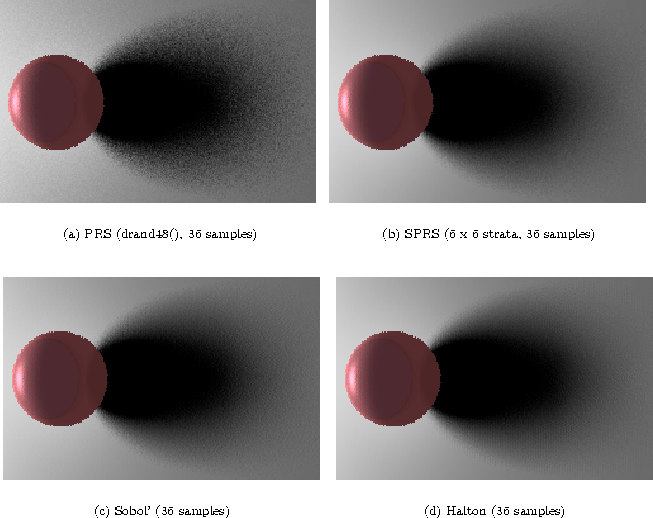 (a) PRS (drand48(), 36 samples)
(b) SPRS (6 x 6 strata, 36 samples)
(c) Sobol' (36 samples)
(d) Halton (36 samples)